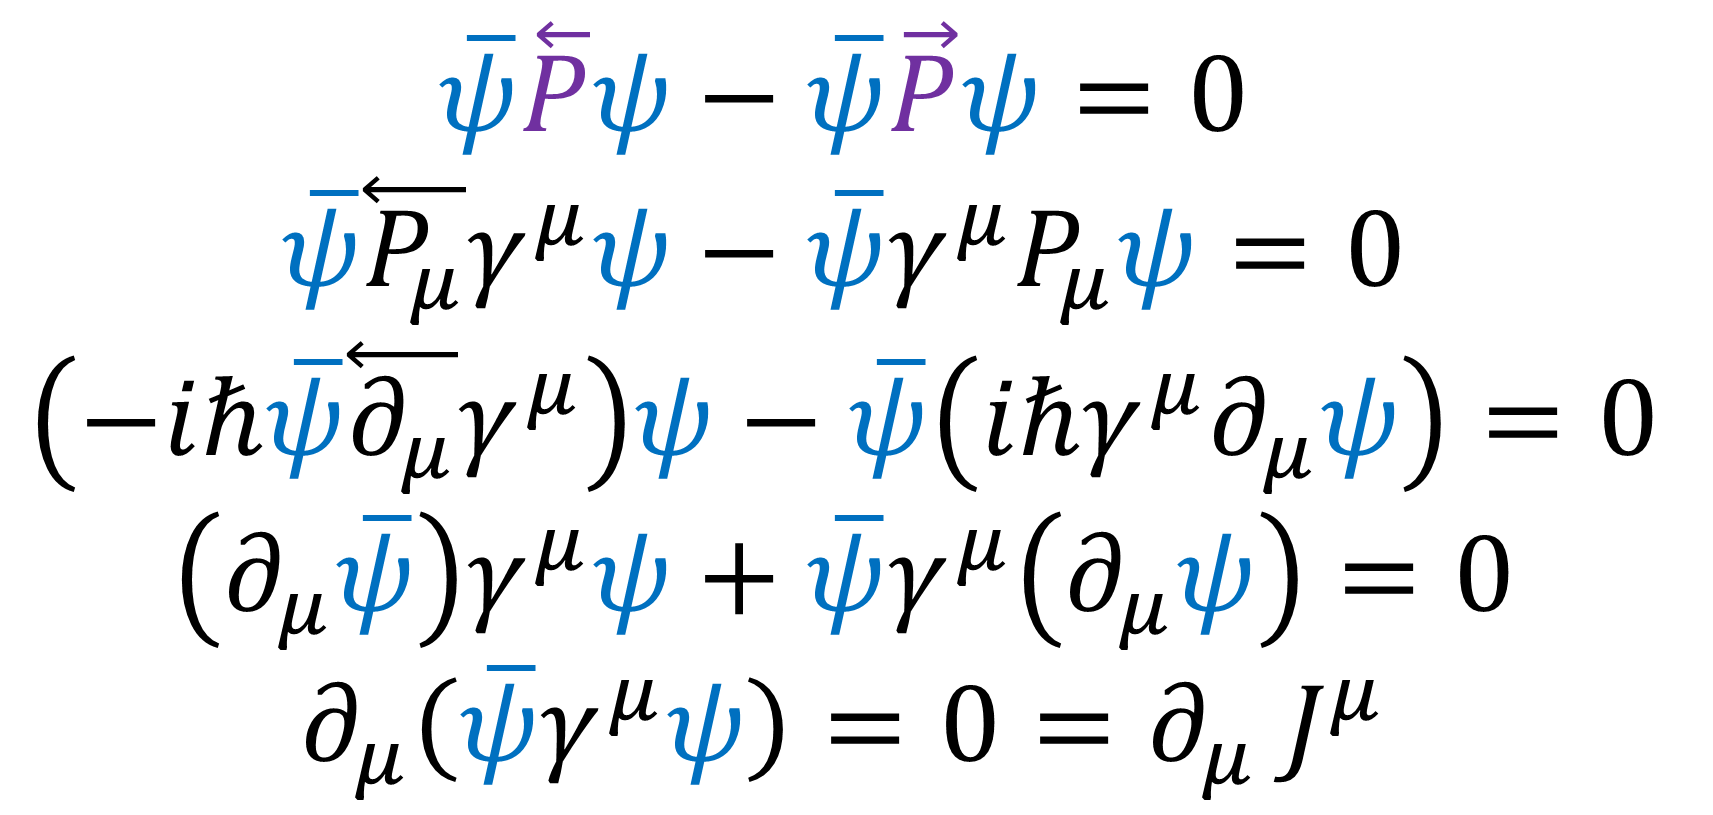 ψ̅P⃖ψ − ψ̅P⃗ψ = 0
ψ̅P⃖_μγ^μψ − ψ̅γ^μP_μψ = 0
(−iℏψ̅∂⃖_μγ^μ)ψ − ψ̅(iℏγ^μ∂_μψ) = 0
(∂_μψ̅)γ^μψ + ψ̅γ^μ(∂_μψ) = 0
∂_μ(ψ̅γ^μψ) = 0 = ∂_μ J^μ